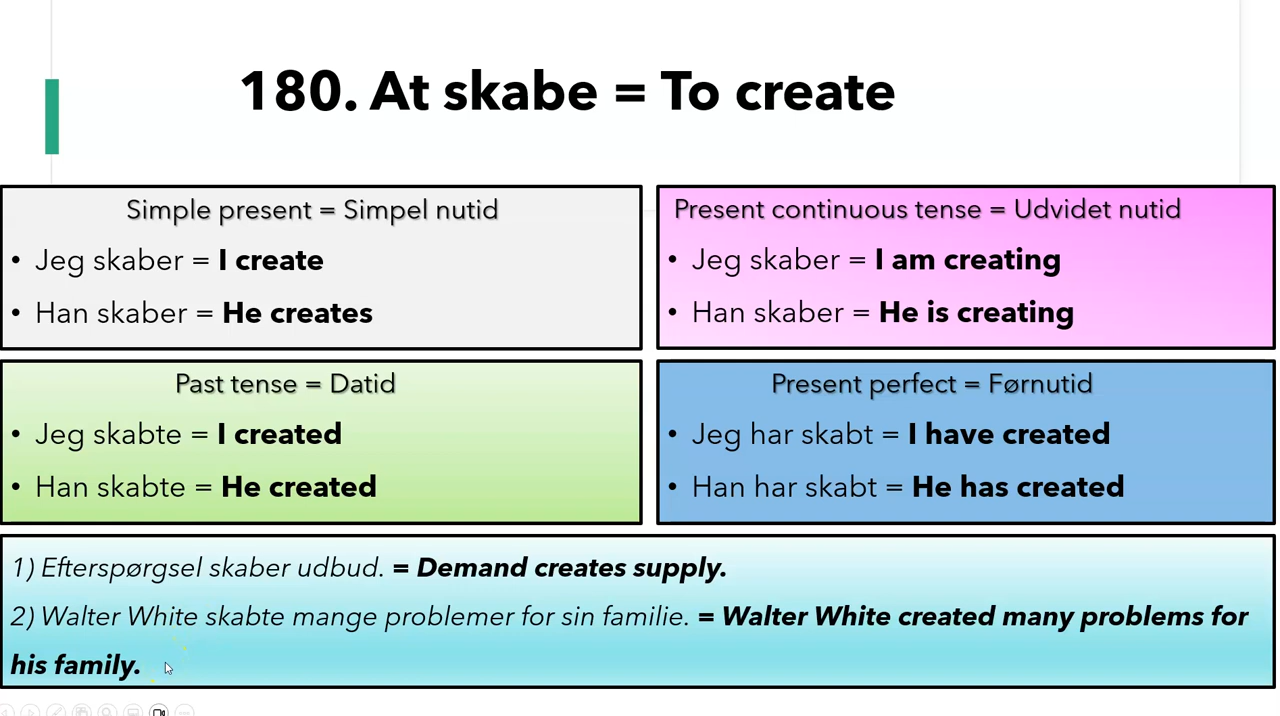 180. At skabe = To create
Simple present = Simpel nutid
• Jeg skaber = I create
• Han skaber = He creates
Present continuous tense = Udvidet nutid
• Jeg skaber = I am creating
• Han skaber = He is creating
Past tense = Datid
• Jeg skabte = I created
• Han skabte = He created
Present perfect = Førnutid
• Jeg har skabt = I have created
• Han har skabt = He has created
1) Efterspørgsel skaber udbud. = Demand creates supply.
2) Walter White skabte mange problemer for sin familie. = Walter White created many problems for
his family.